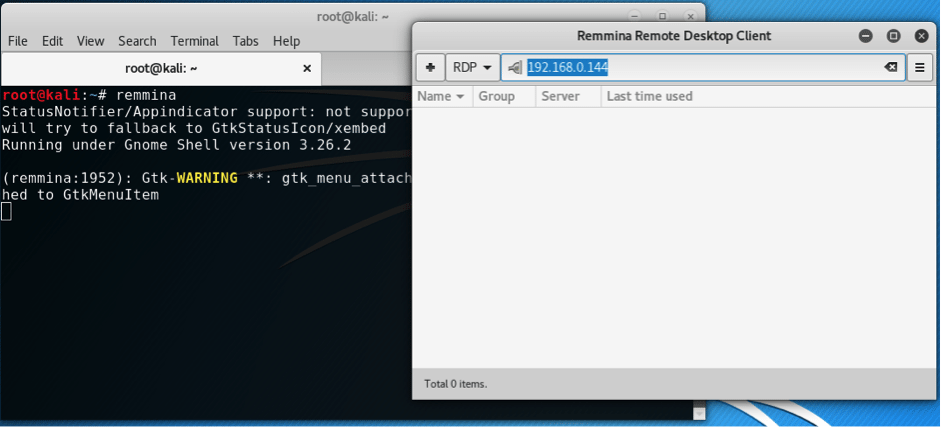 root@kali: ~
File Edit View Search Terminal Tabs Help
root@kali: ~
root@kali:~# remmina
StatusNotifier/Appindicator support: not suppor
will try to fallback to GtkStatusIcon/xembed
Running under Gnome Shell version 3.26.2
(remmina:1952): Gtk-WARNING **: gtk_menu_attach
hed to GtkMenuItem
Remmina Remote Desktop Client
RDP 192.168.0.144
Name Group Server Last time used
Total 0 items.